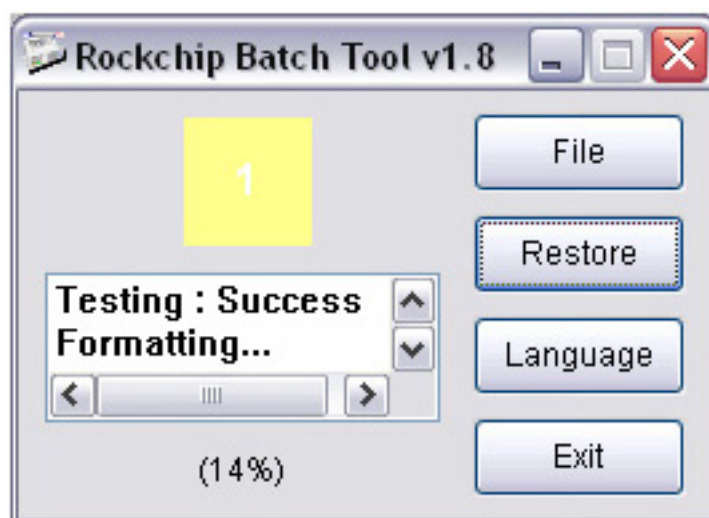 Rockchip Batch Tool v1.8
1
File
Restore
Testing : Success
Formatting...
Language
(14%)
Exit